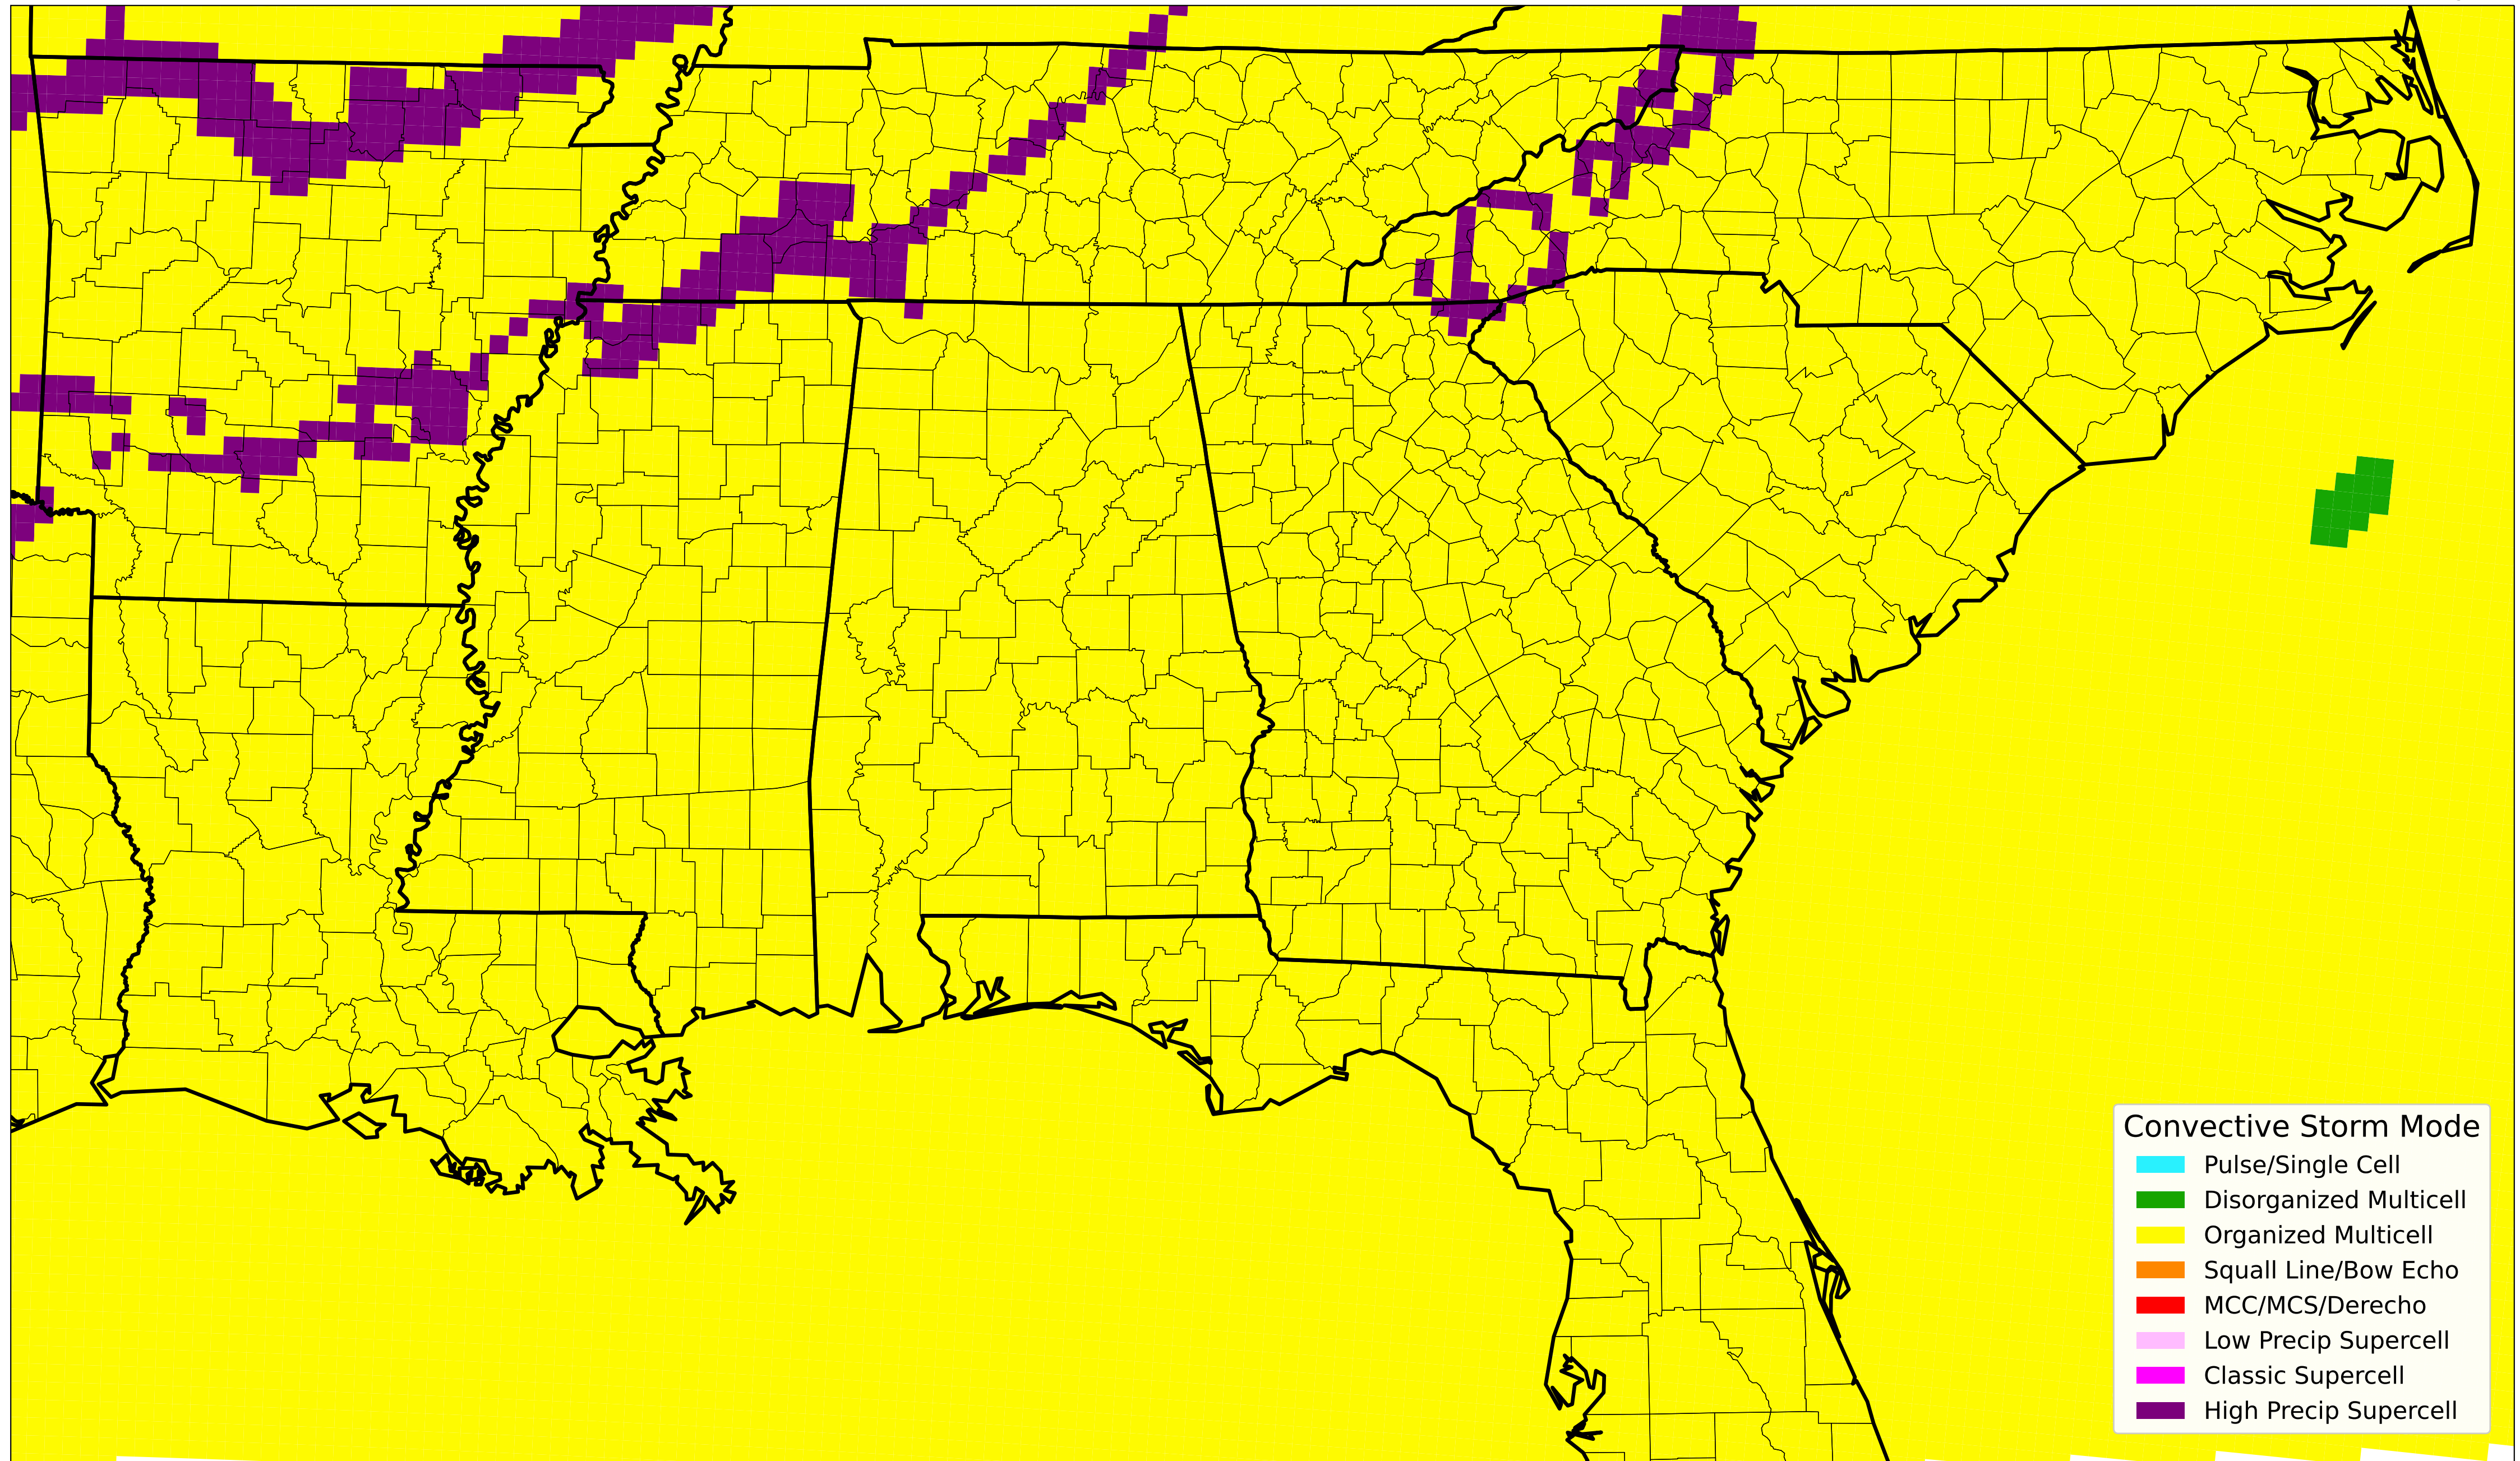 Convective Storm Mode
Pulse/Single Cell
Disorganized Multicell
Organized Multicell
Squall Line/Bow Echo
MCC/MCS/Derecho
Low Precip Supercell
Classic Supercell
High Precip Supercell